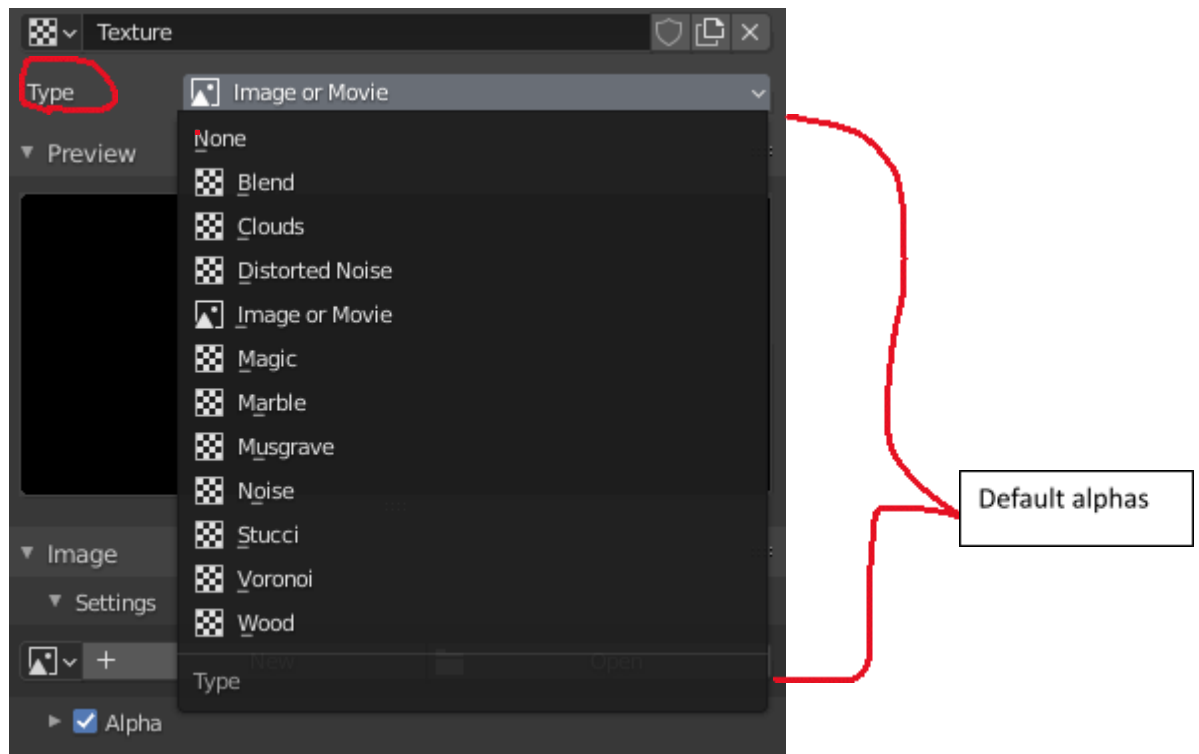 Texture
Type
Image or Movie
Preview
None
Blend
Clouds
Distorted Noise
Image or Movie
Magic
Marble
Musgrave
Noise
Stucci
Voronoi
Wood
Type
Default alphas
Image
Settings
New
Open
Alpha